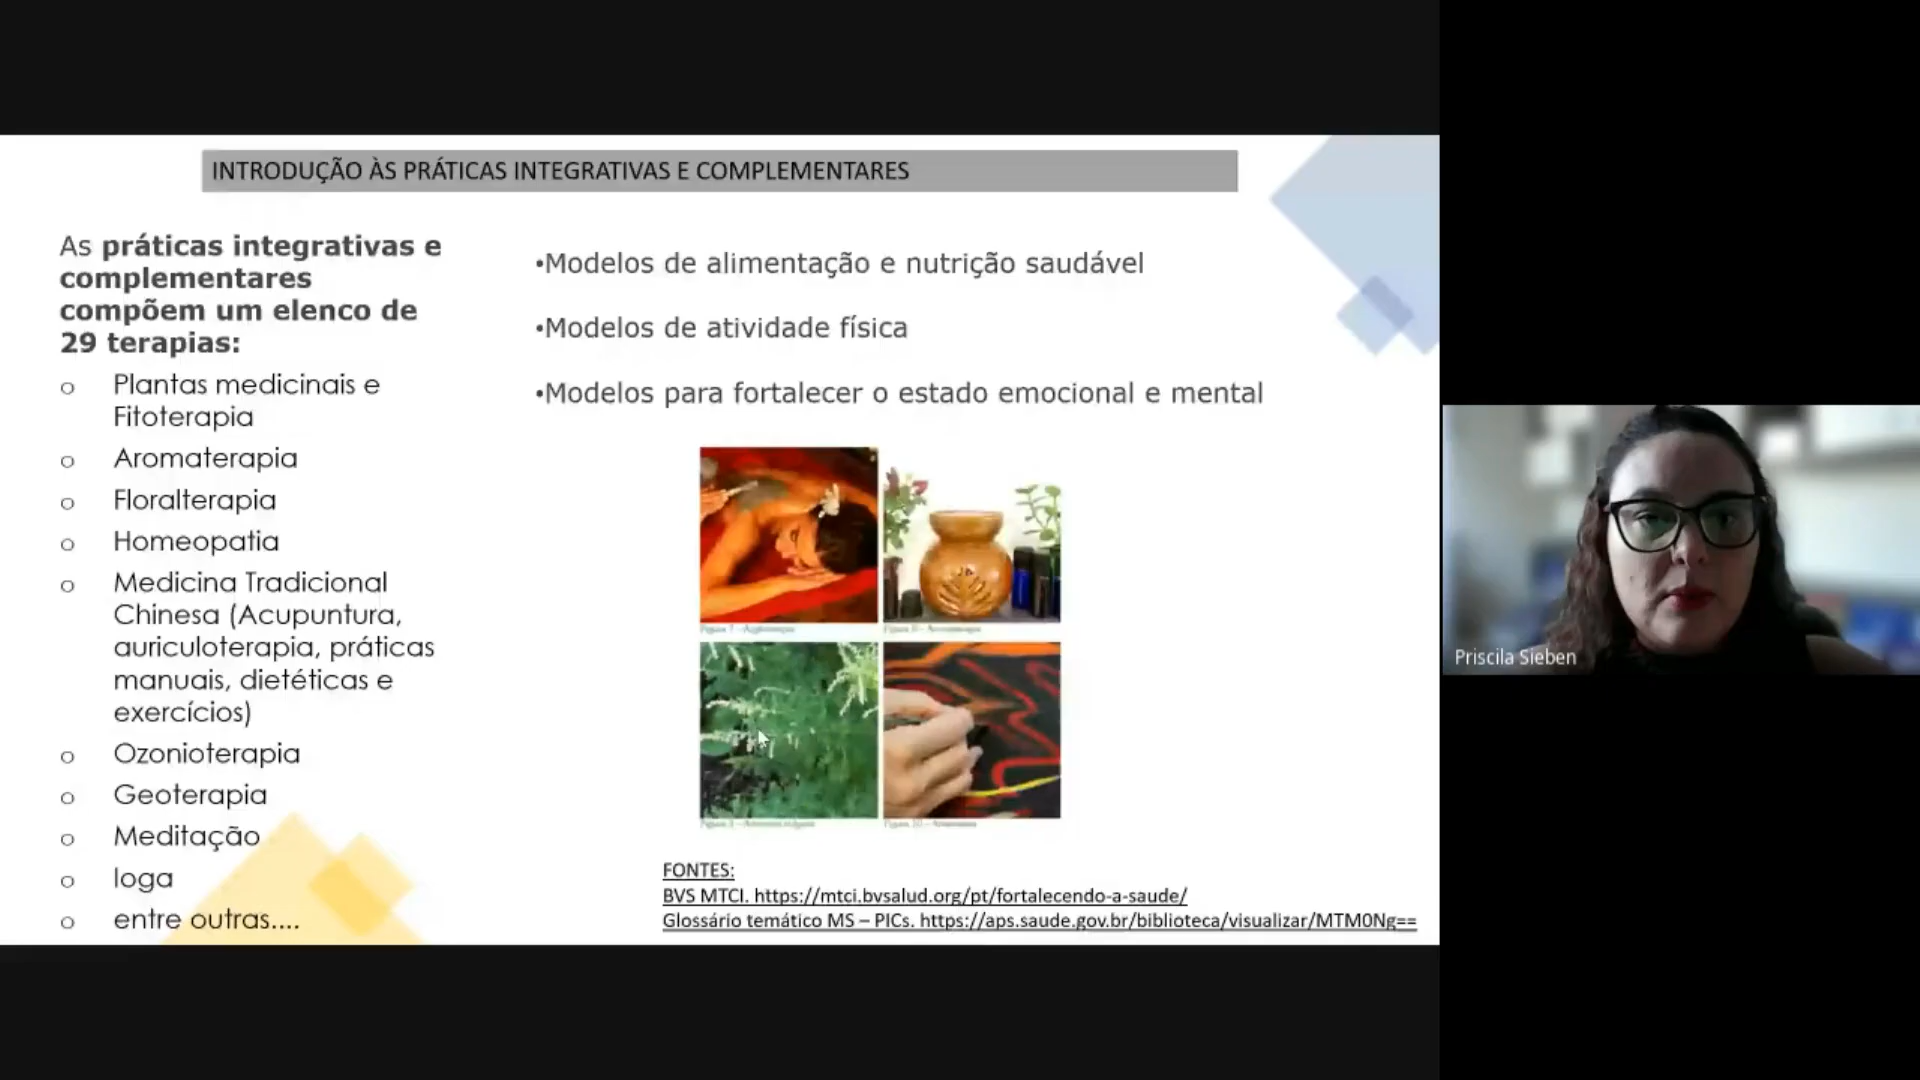 INTRODUÇÃO ÀS PRÁTICAS INTEGRATIVAS E COMPLEMENTARES
As práticas integrativas e
complementares
compõem um elenco de
29 terapias:
o Plantas medicinais e
Fitoterapia
o Aromaterapia
o Floralterapia
o Homeopatia
o Medicina Tradicional
Chinesa (Acupuntura,
auriculoterapia, práticas
manuais, dietéticas e
exercícios)
o Ozonioterapia
o Geoterapia
o Meditação
o Ioga
o entre outras....
•Modelos de alimentação e nutrição saudável
•Modelos de atividade física
•Modelos para fortalecer o estado emocional e mental
FONTES:
BVS MTCI. https://mtci.bvsalud.org/pt/fortalecendo-a-saude/
Glossário temático MS – PICs. https://aps.saude.gov.br/biblioteca/visualizar/MTM0Ng==
Priscila Sieben